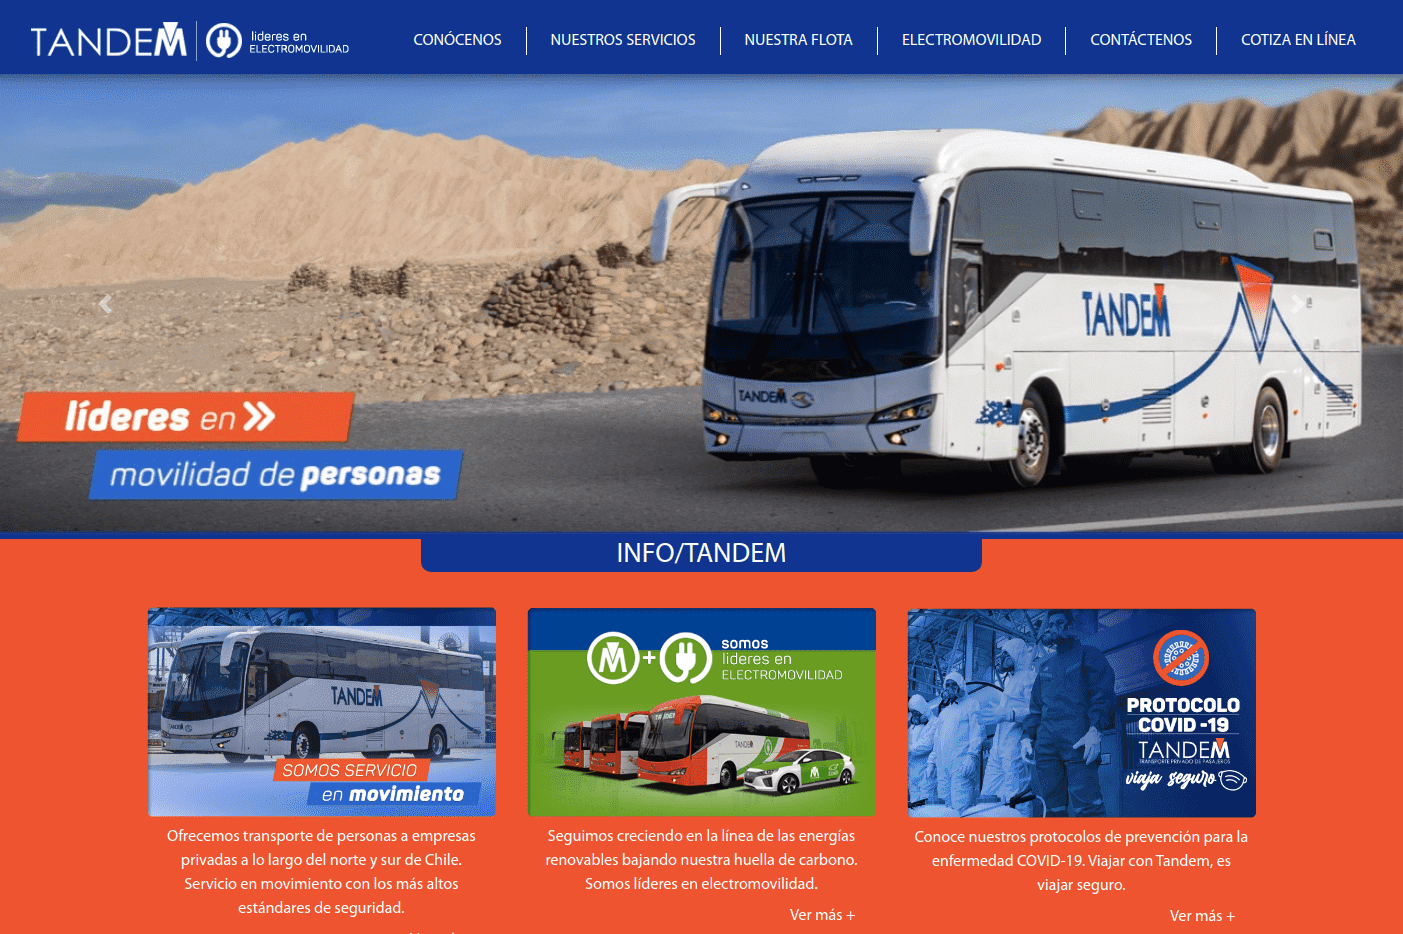 TANDEM
líderes en
ELECTROMOVILIDAD
CONÓCENOS
NUESTROS SERVICIOS
NUESTRA FLOTA
ELECTROMOVILIDAD
CONTÁCTENOS
COTIZA EN LÍNEA
TANDEM
TANDEM
líderes en
movilidad de personas
INFO/TANDEM
TANDEM
SOMOS SERVICIO
en movimiento
Ofrecemos transporte de personas a empresas
privadas a lo largo del norte y sur de Chile.
Servicio en movimiento con los más altos
estándares de seguridad.
M+
somos
líderes en
ELECTROMOVILIDAD
TANDEM
Seguimos creciendo en la línea de las energías
renovables bajando nuestra huella de carbono.
Somos líderes en electromovilidad.
Ver más +
PROTOCOLO
COVID -19
TANDEM
TRANSPORTE PRIVADO DE PASAJEROS
viaja seguro
Conoce nuestros protocolos de prevención para la
enfermedad COVID-19. Viajar con Tandem, es
viajar seguro.
Ver más +